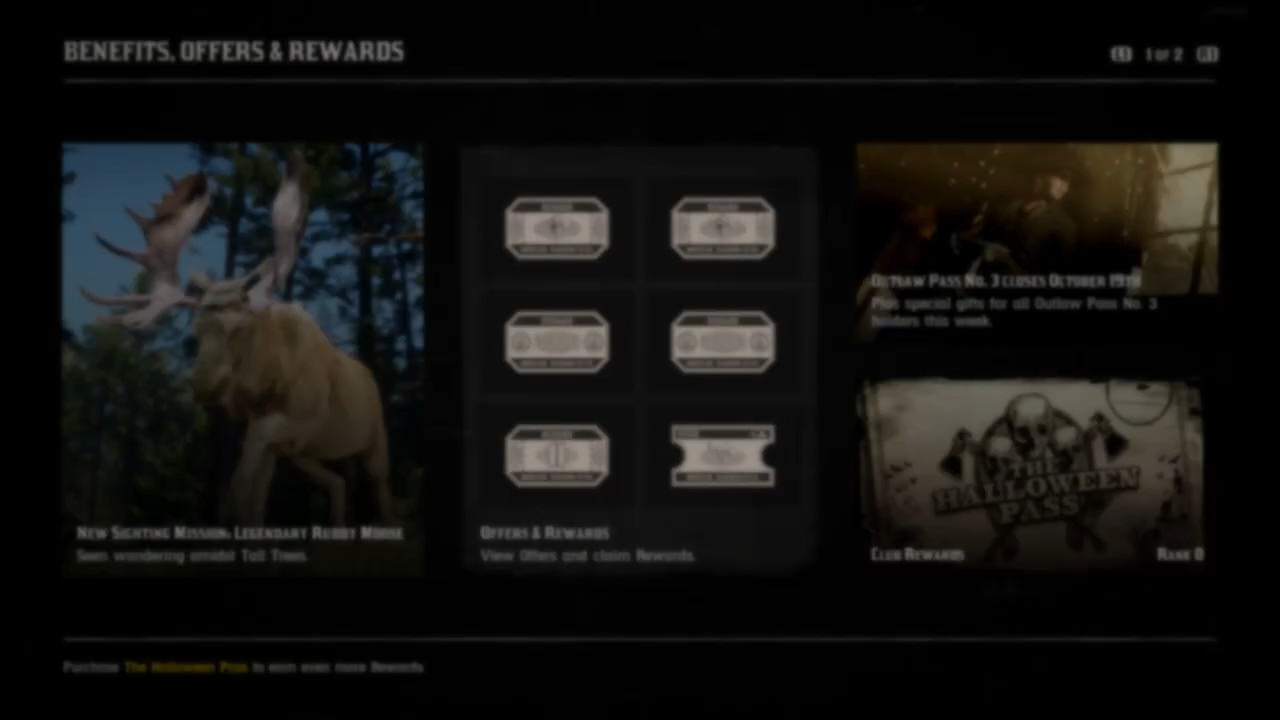 BENEFITS, OFFERS & REWARDS
1 OF 2
OUTLAW PASS NO. 3 CLOSES OCTOBER 19TH
Plus special gifts for all Outlaw Pass No. 3
holders this week.
THE
HALLOWEEN
PASS
CLUB REWARDS
RANK 0
NEW SIGHTING MISSION: LEGENDARY RUDDY MOOSE
Seen wandering amidst Tall Trees.
OFFERS & REWARDS
View Offers and claim Rewards.
Purchase The Halloween Pass to earn even more Rewards